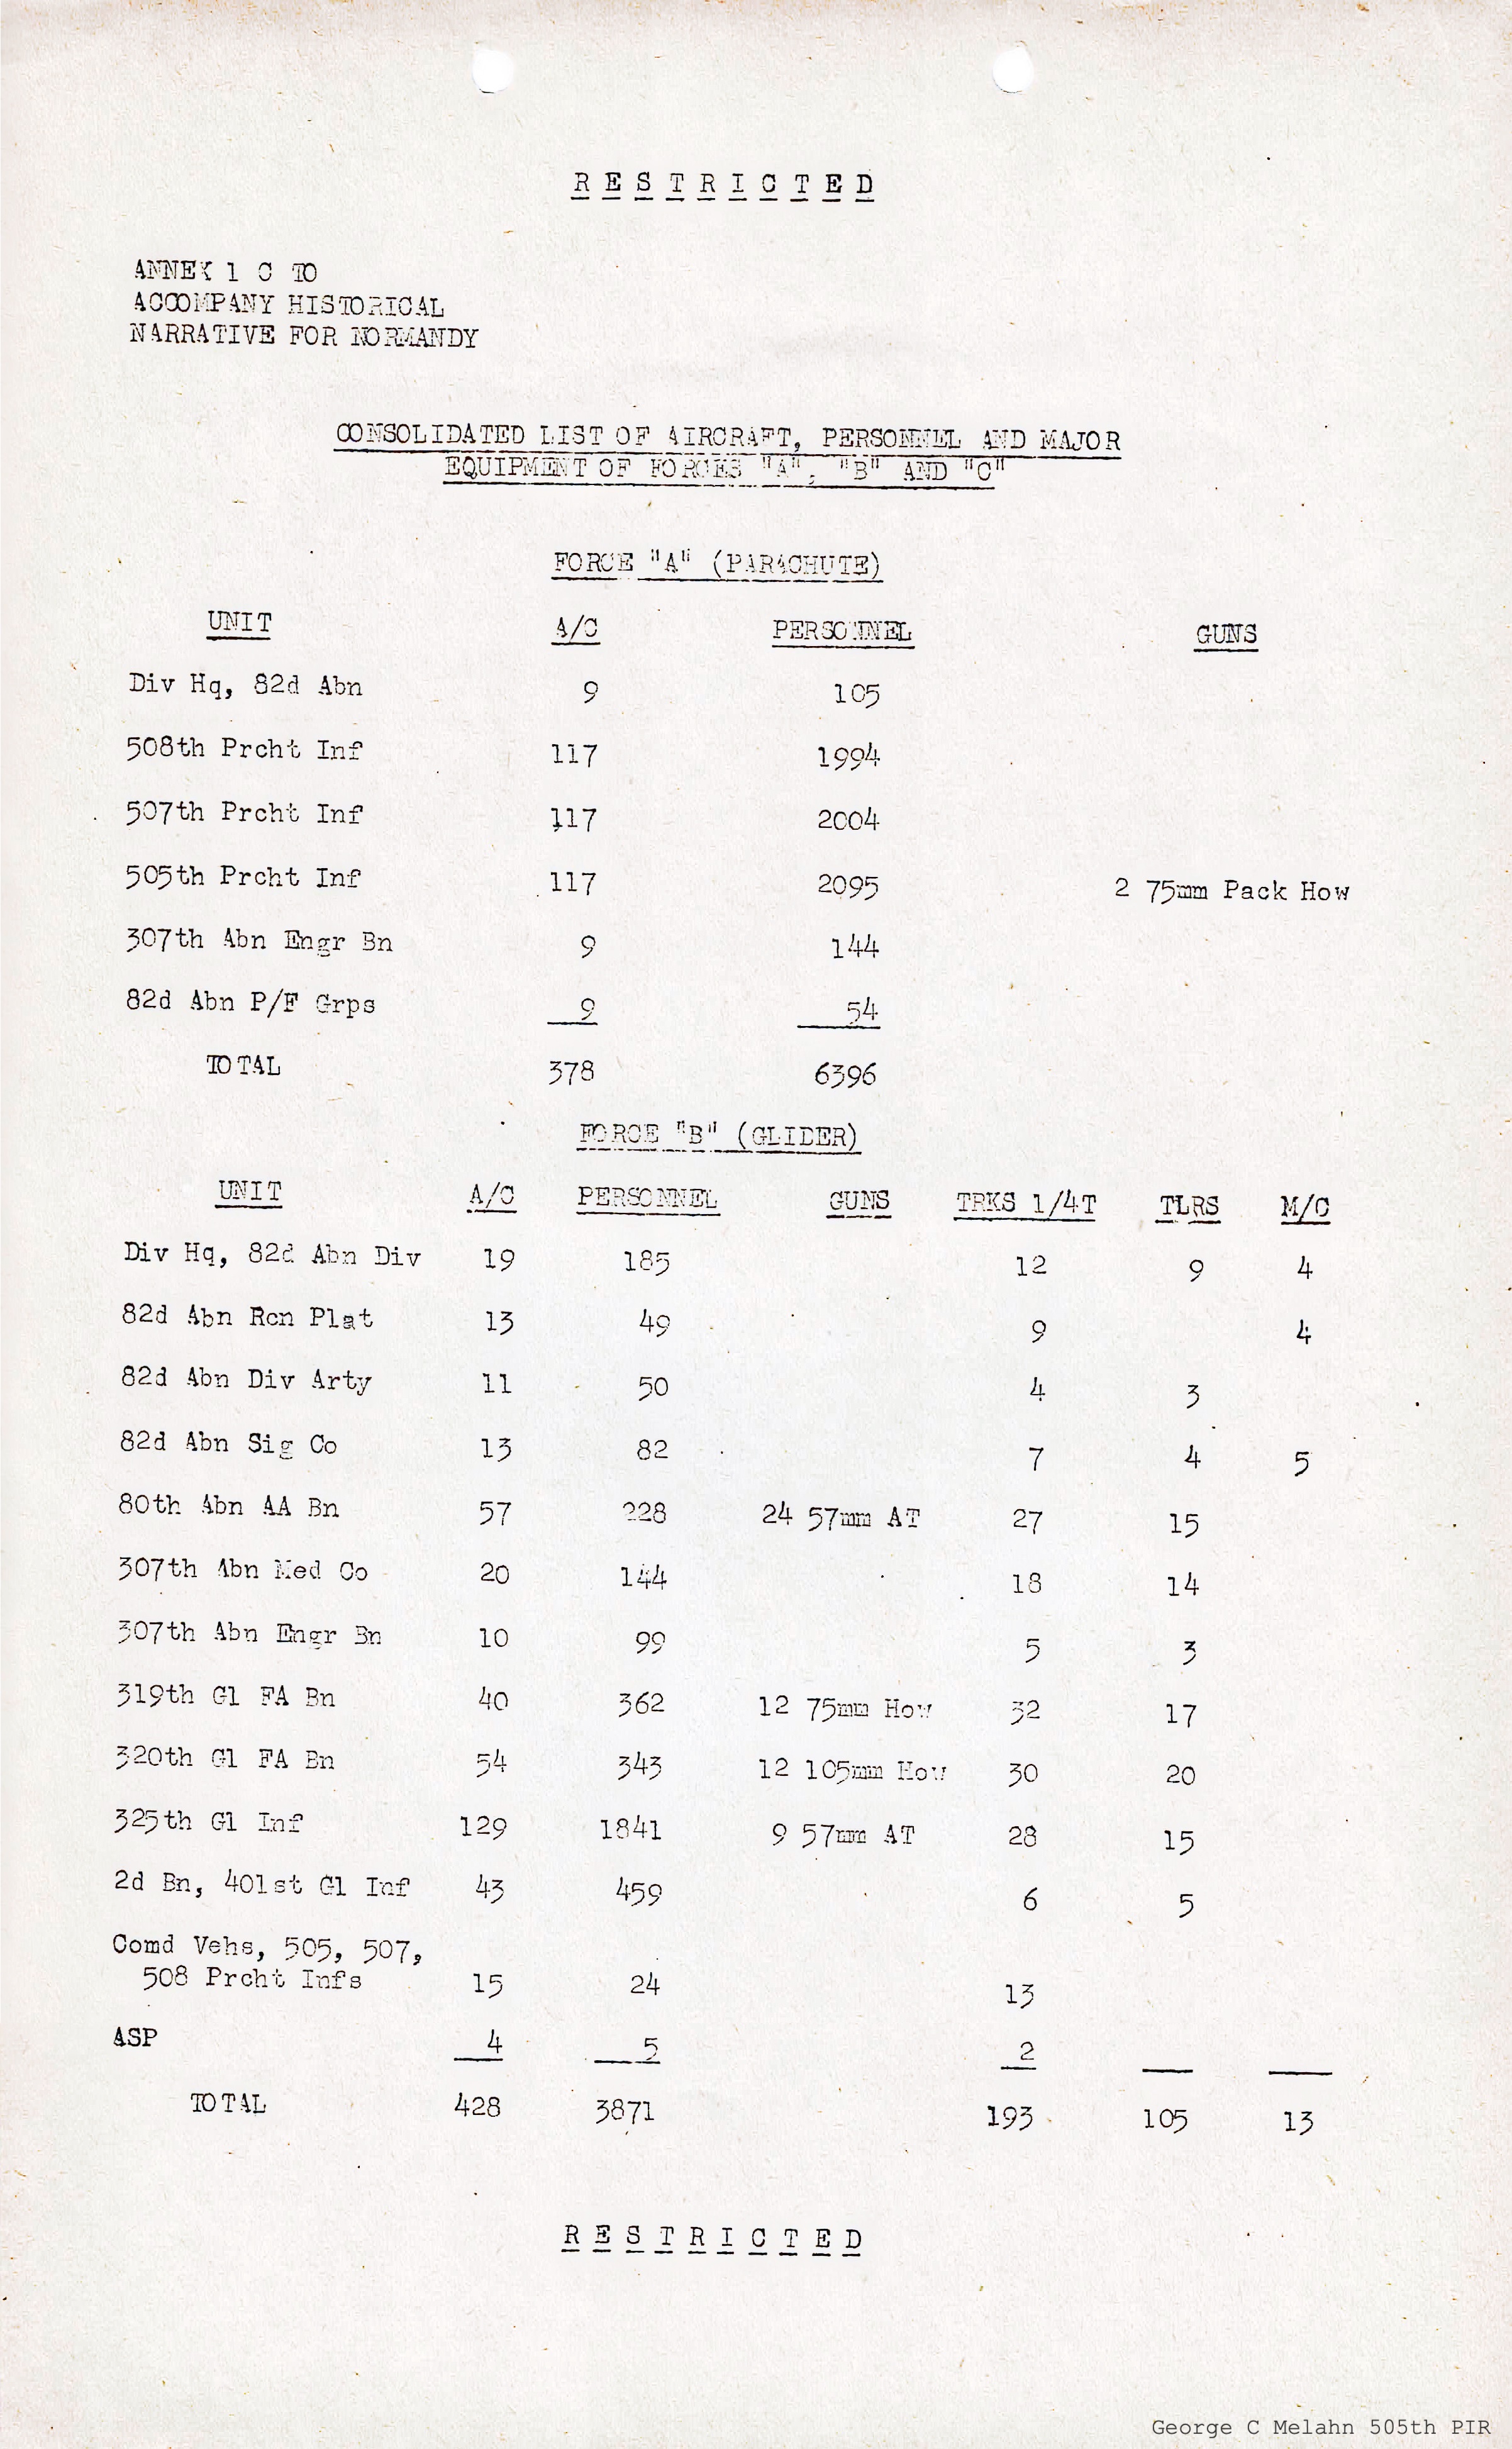 R E S T R I C T E D
ANNEX 1 C TO
ACCOMPANY HISTORICAL
NARRATIVE FOR NORMANDY
CONSOLIDATED LIST OF AIRCRAFT, PERSONNEL AND MAJOR
EQUIPMENT OF FORCES "A", "B" AND "C"
FORCE "A" (PARACHUTE)
UNIT A/C PERSONNEL GUNS
Div Hq, 82d Abn 9 105
508th Prcht Inf 117 1994
507th Prcht Inf 117 2004
505th Prcht Inf 117 2095 2 75mm Pack How
307th Abn Engr Bn 9 144
82d Abn P/F Grps 9 54
TOTAL 378 6396
FORCE "B" (GLIDER)
UNIT A/C PERSONNEL GUNS TRKS 1/4T TLRS M/C
Div Hq, 82d Abn Div 19 185 12 9 4
82d Abn Rcn Plat 13 49 9 4
82d Abn Div Arty 11 50 4 3
82d Abn Sig Co 13 82 7 4 5
80th Abn AA Bn 57 228 24 57mm AT 27 15
307th Abn Med Co 20 144 18 14
307th Abn Engr Bn 10 99 5 3
319th Gl FA Bn 40 362 12 75mm How 32 17
320th Gl FA Bn 54 343 12 105mm How 30 20
325th Gl Inf 129 1841 9 57mm AT 28 15
2d Bn, 401st Gl Inf 43 459 6 5
Comd Vehs, 505, 507,
508 Prcht Infs 15 24 13
ASP 4 5 2
TOTAL 428 3871 193 105 13
R E S T R I C T E D
George C Melahn 505th PIR